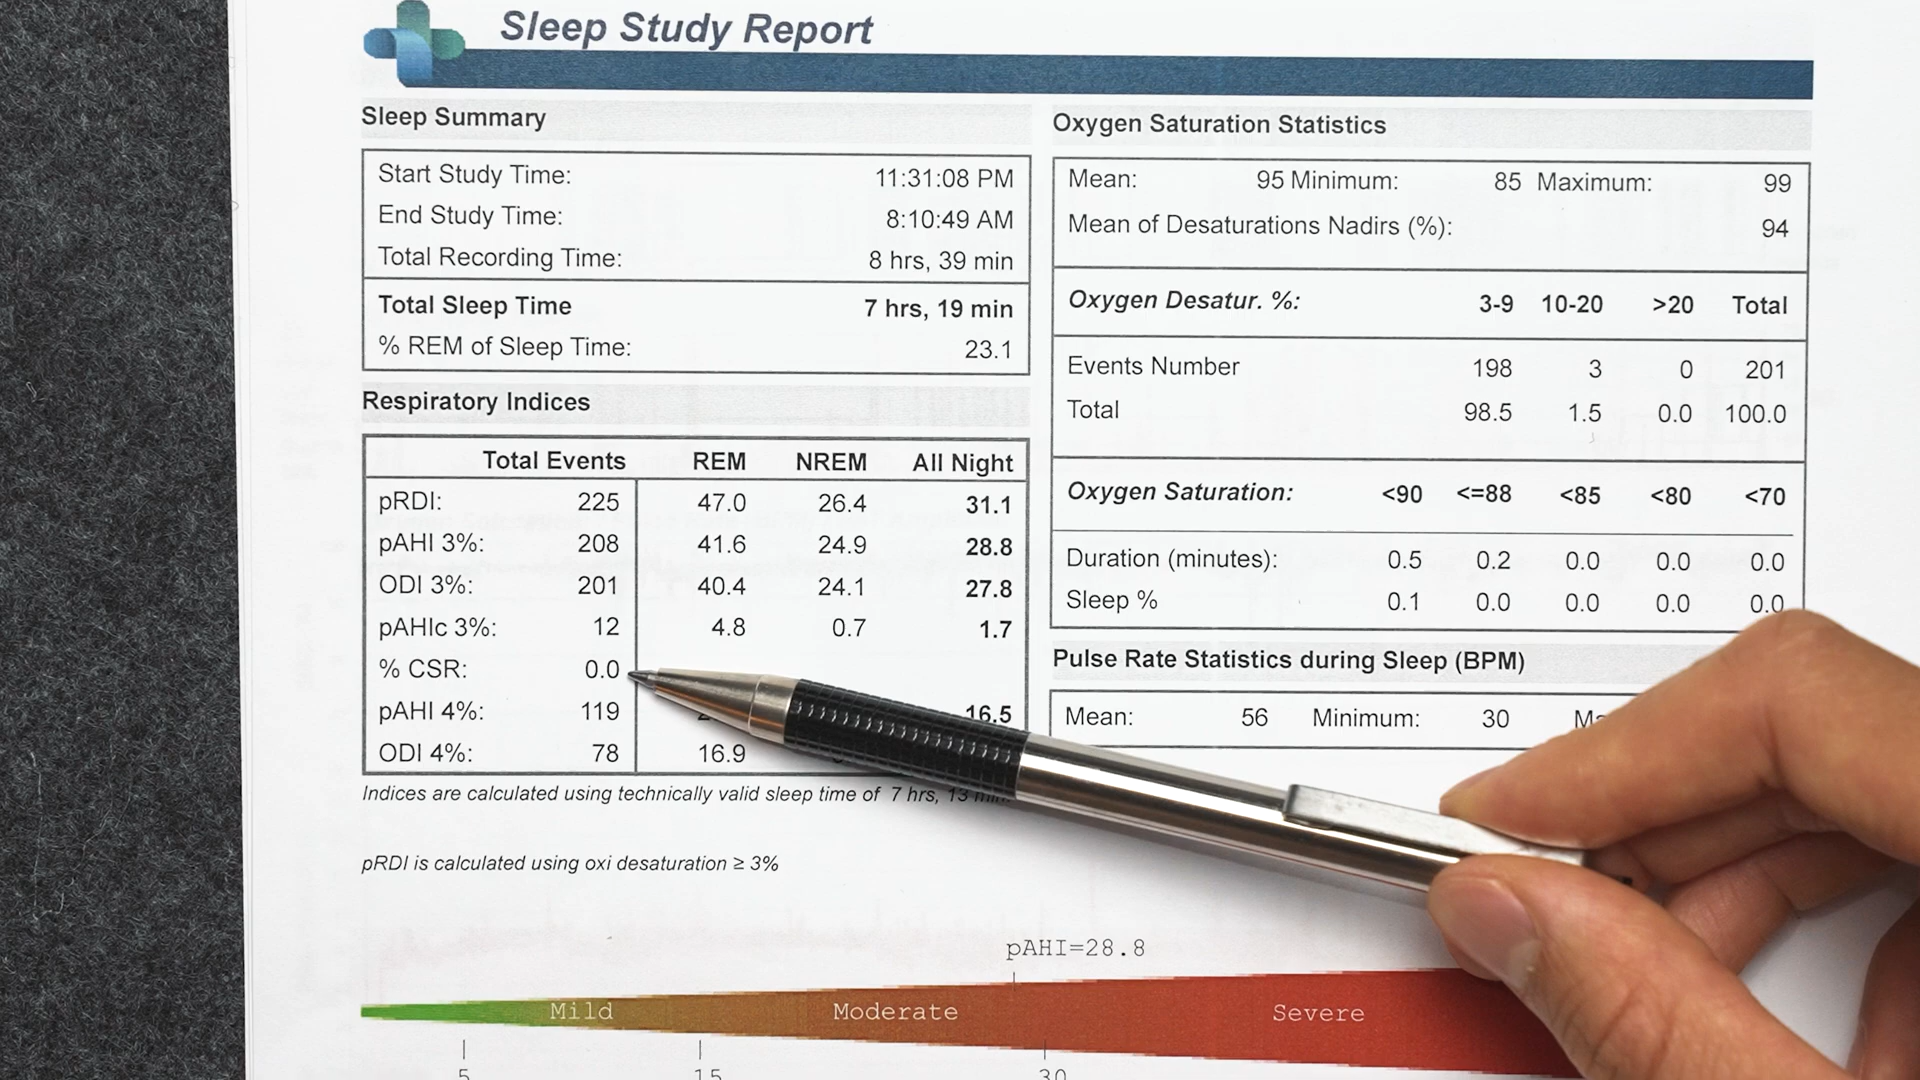 Sleep Study Report
Sleep Summary
Start Study Time: 11:31:08 PM
End Study Time: 8:10:49 AM
Total Recording Time: 8 hrs, 39 min
Total Sleep Time 7 hrs, 19 min
% REM of Sleep Time: 23.1
Respiratory Indices
Total Events REM NREM All Night
pRDI: 225 47.0 26.4 31.1
pAHI 3%: 208 41.6 24.9 28.8
ODI 3%: 201 40.4 24.1 27.8
pAHIc 3%: 12 4.8 0.7 1.7
% CSR: 0.0
pAHI 4%: 119 16.5
ODI 4%: 78 16.9
Indices are calculated using technically valid sleep time of 7 hrs, 13 min.
pRDI is calculated using oxi desaturation ≥ 3%
Oxygen Saturation Statistics
Mean: 95 Minimum: 85 Maximum: 99
Mean of Desaturations Nadirs (%): 94
Oxygen Desatur. %: 3-9 10-20 >20 Total
Events Number 198 3 0 201
Total 98.5 1.5 0.0 100.0
Oxygen Saturation: <90 <=88 <85 <80 <70
Duration (minutes): 0.5 0.2 0.0 0.0 0.0
Sleep % 0.1 0.0 0.0 0.0 0.0
Pulse Rate Statistics during Sleep (BPM)
Mean: 56 Minimum: 30
pAHI=28.8
Mild Moderate Severe
5 15 30